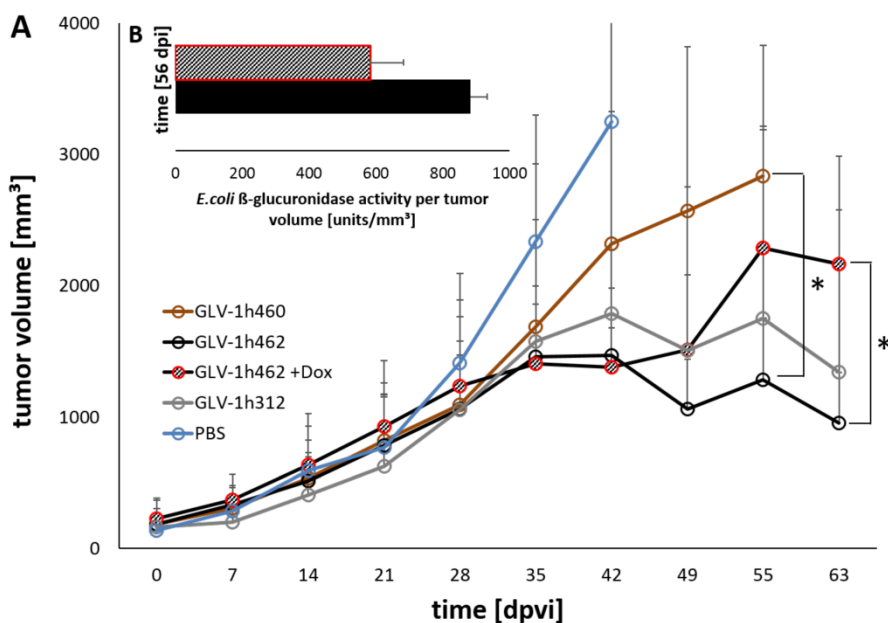 A
B
4000
3000
2000
1000
0
tumor volume [mm³]
time [56 dpi]
0 200 400 600 800 1000
E.coli ß-glucuronidase activity per tumor
volume [units/mm³]
GLV-1h460
GLV-1h462
GLV-1h462 +Dox
GLV-1h312
PBS
*
*
0 7 14 21 28 35 42 49 55 63
time [dpvi]